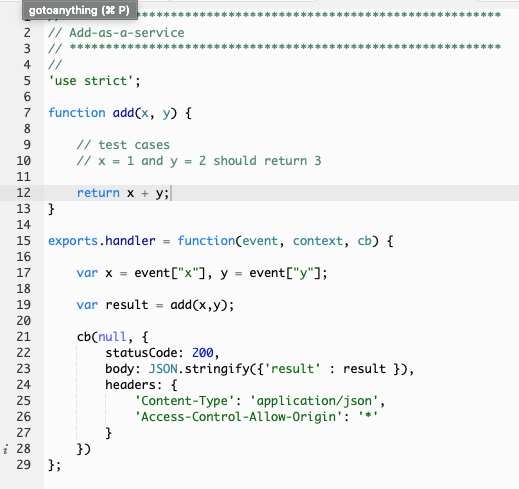 gotoanything (⌘ P)
***************************************************
2 // Add-as-a-service
3 // ************************************************************
4 //
5 'use strict';
6
7 function add(x, y) {
8
9     // test cases
10     // x = 1 and y = 2 should return 3
11
12     return x + y;
13 }
14
15 exports.handler = function(event, context, cb) {
16
17     var x = event["x"], y = event["y"];
18
19     var result = add(x,y);
20
21     cb(null, {
22         statusCode: 200,
23         body: JSON.stringify({'result' : result }),
24         headers: {
25             'Content-Type': 'application/json',
26             'Access-Control-Allow-Origin': '*'
27         }
i 28     })
29 };